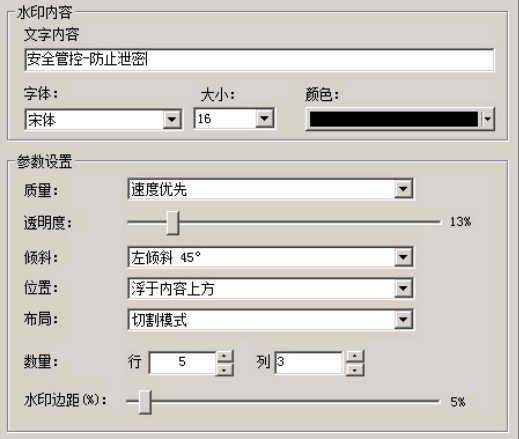 水印内容
文字内容
安全管控-防止泄密
字体： 大小： 颜色：
宋体 16
参数设置
质量： 速度优先
透明度： 13%
倾斜： 左倾斜 45°
位置： 浮于内容上方
布局： 切割模式
数量： 行 5 列 3
水印边距(%)： 5%